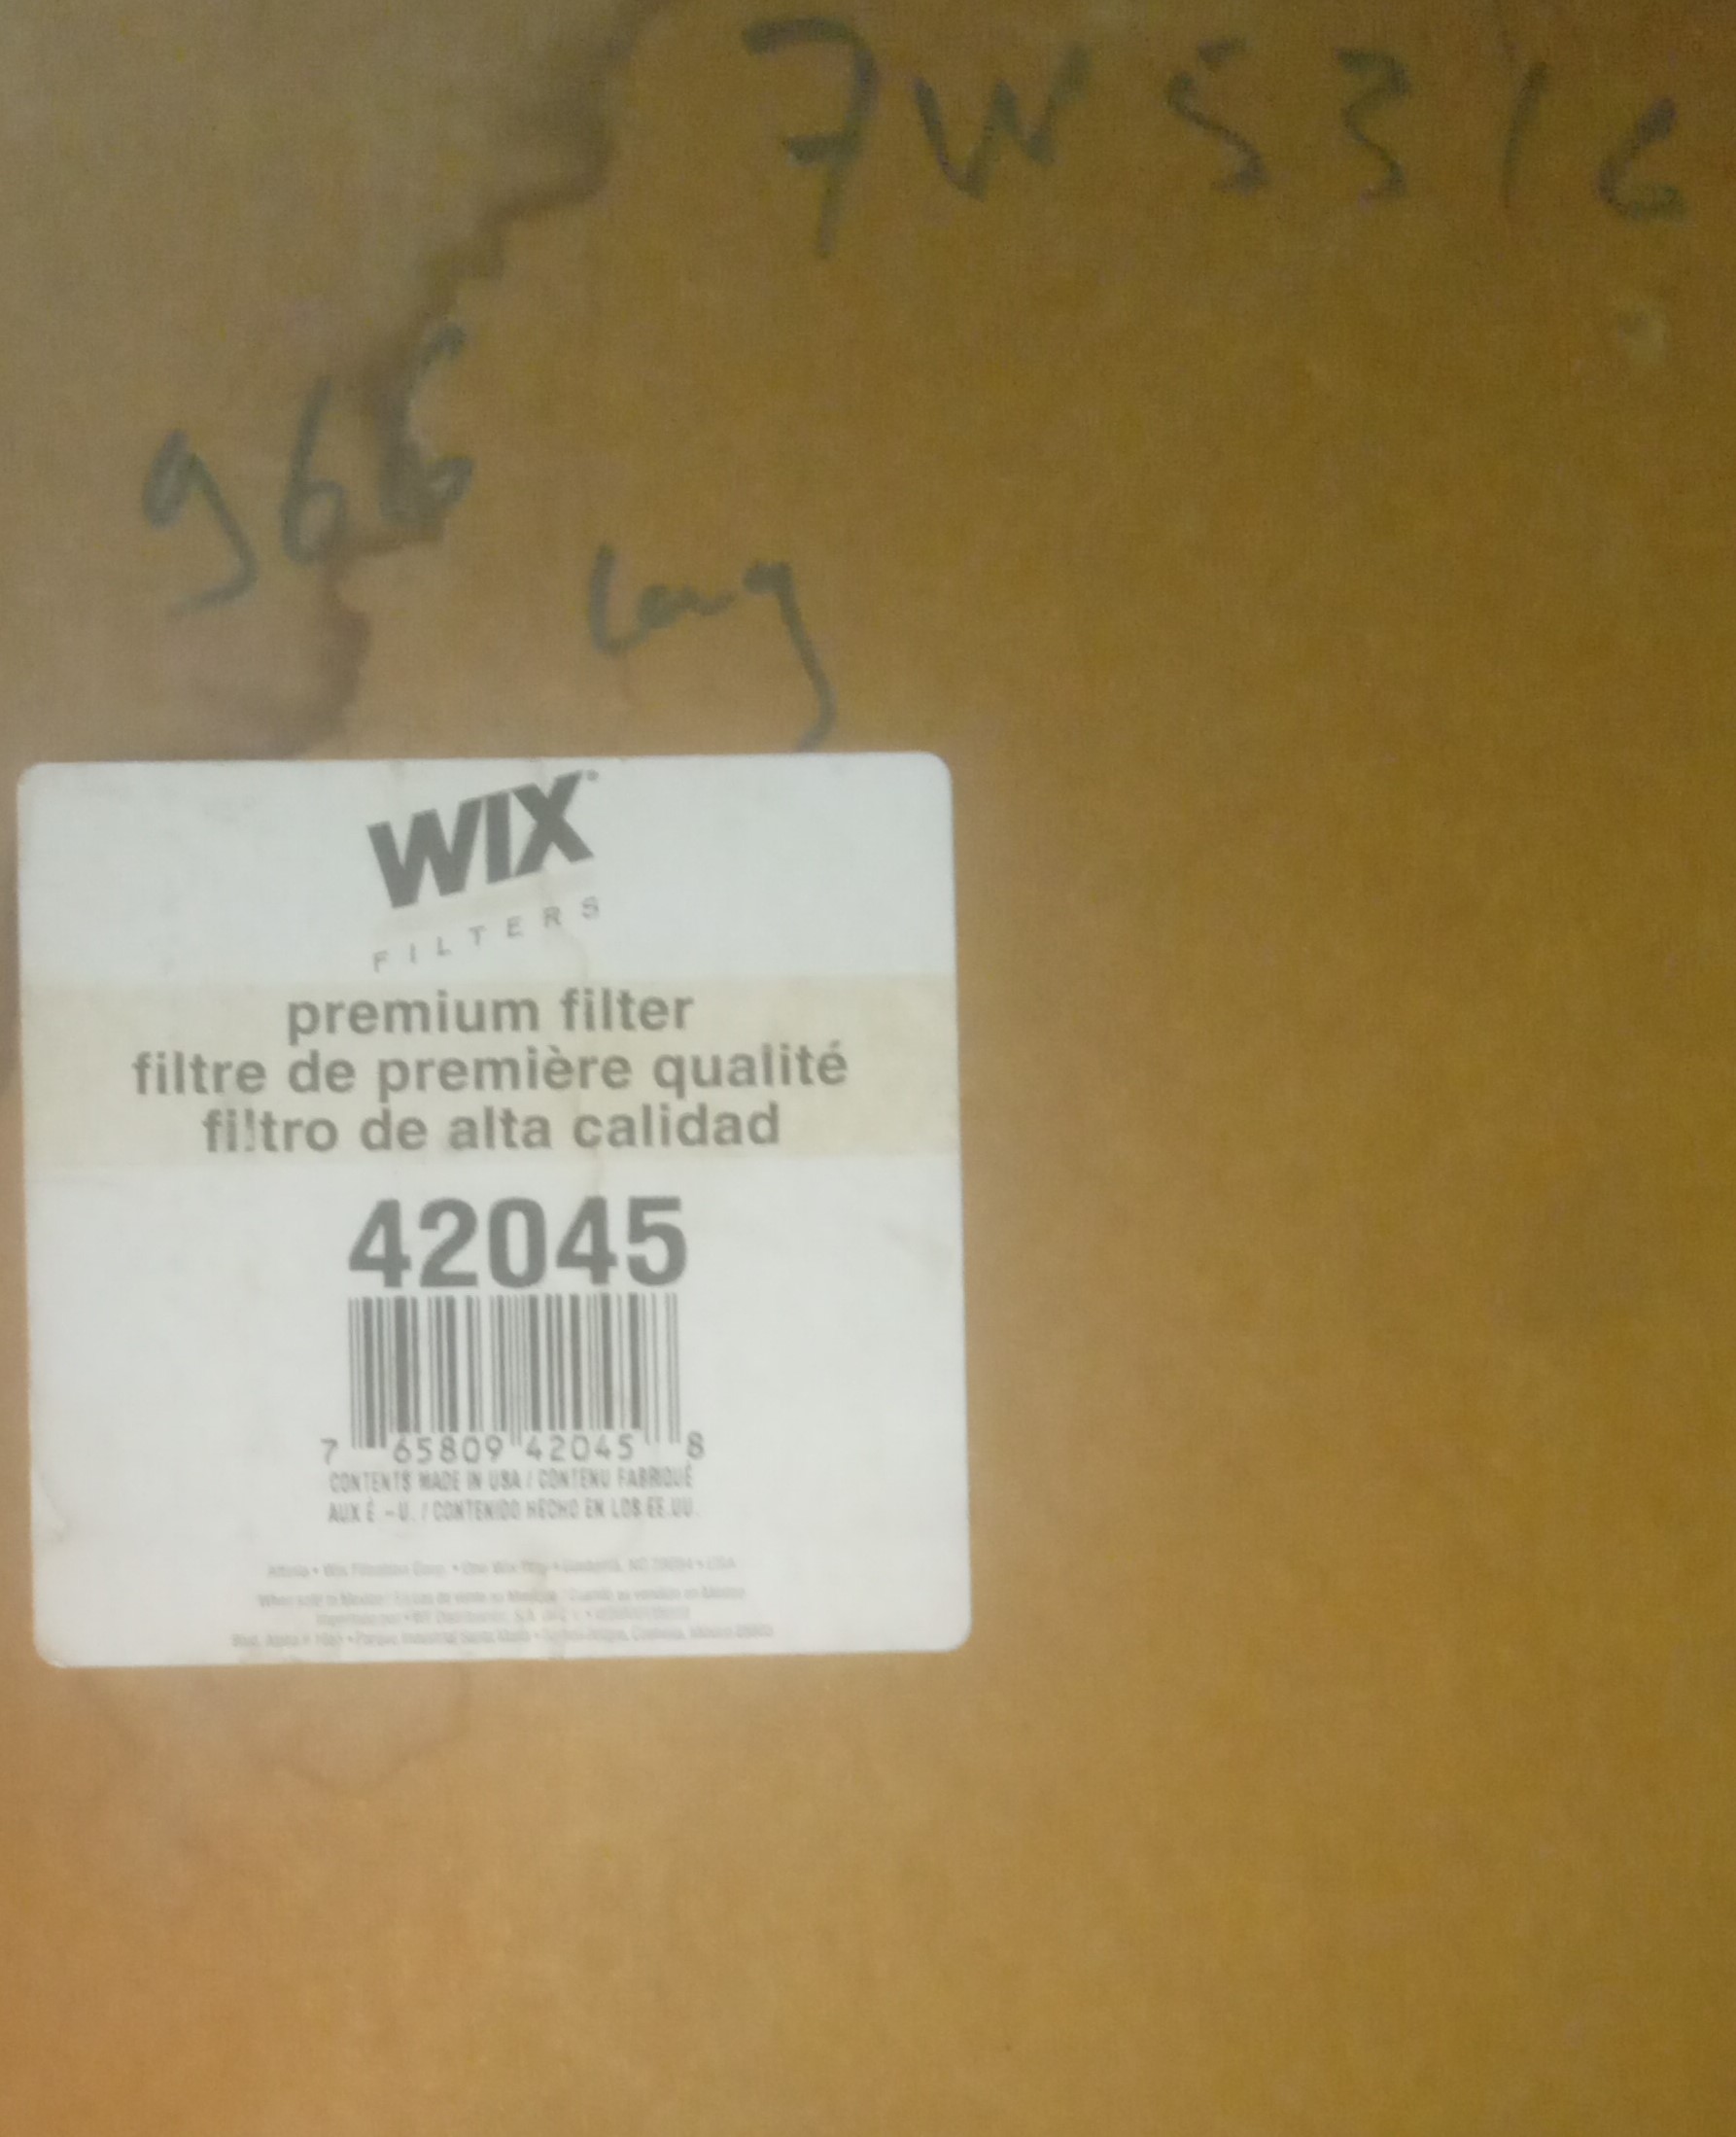 7W5316
966
Long
WIX®
FILTERS
premium filter
filtre de première qualité
filtro de alta calidad
42045
7 65809 42045 8
CONTENTS MADE IN USA / CONTENU FABRIQUÉ
AUX É.-U. / CONTENIDO HECHO EN LOS EE.UU.